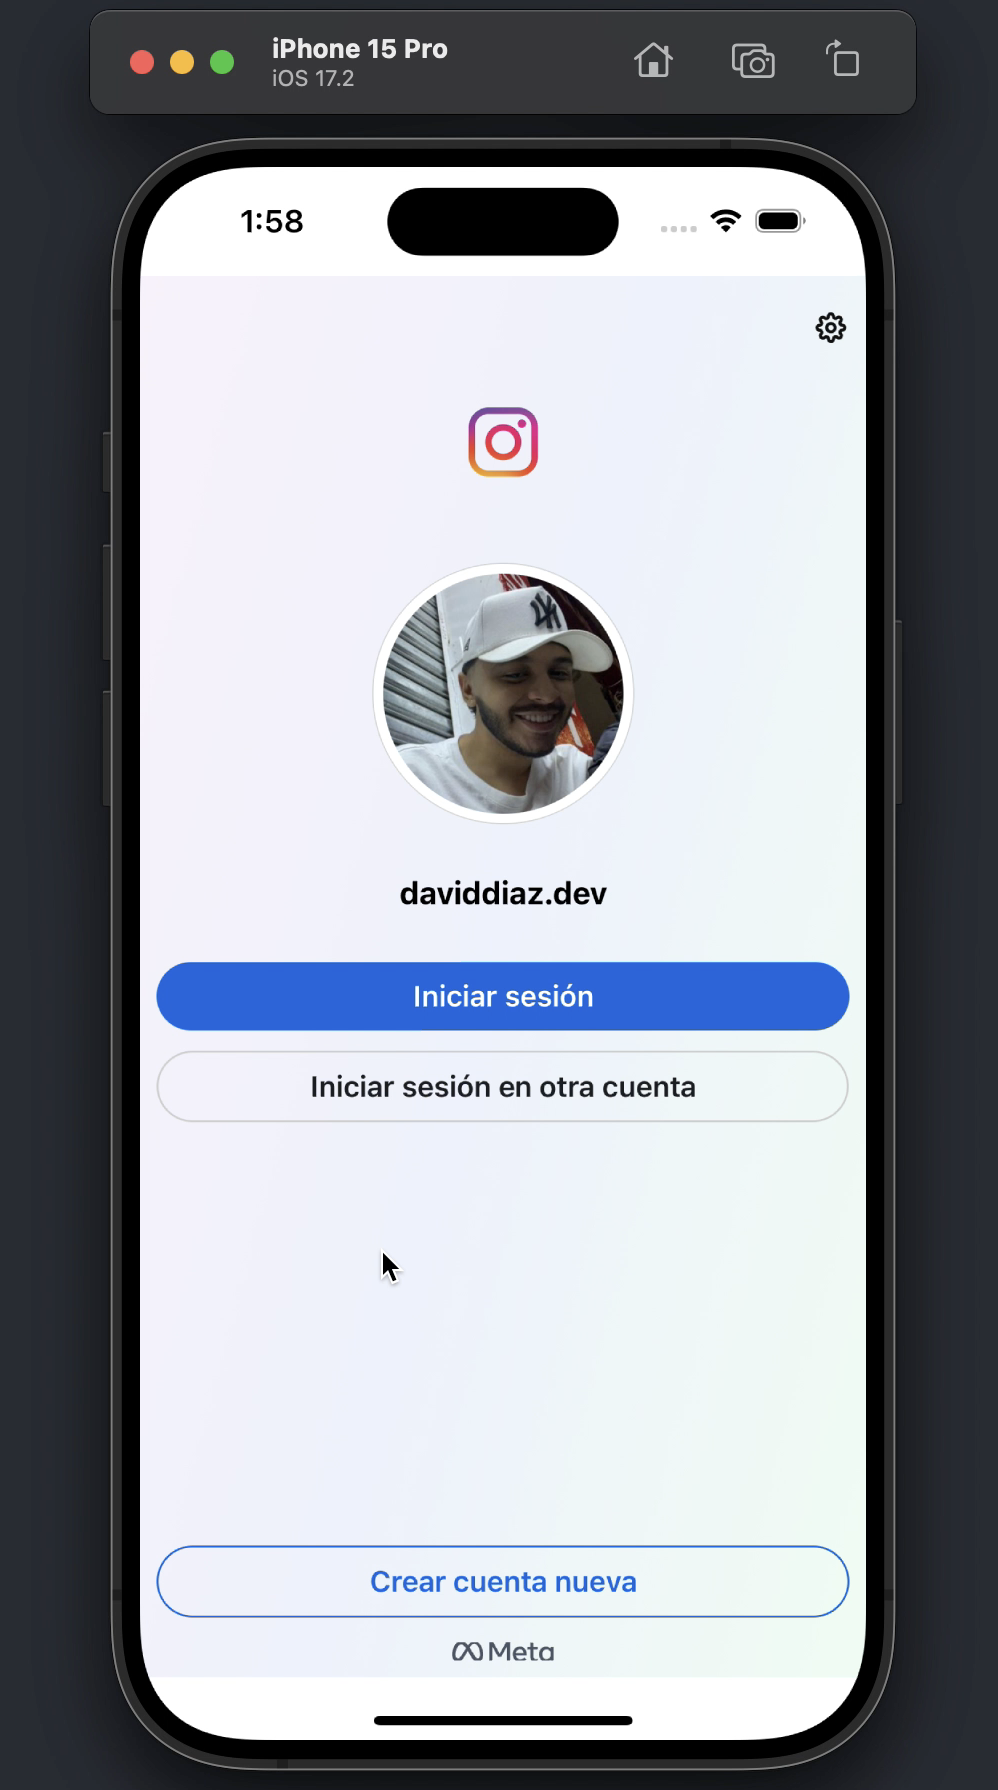 iPhone 15 Pro
iOS 17.2
1:58
daviddiaz.dev
Iniciar sesión
Iniciar sesión en otra cuenta
Crear cuenta nueva
Meta